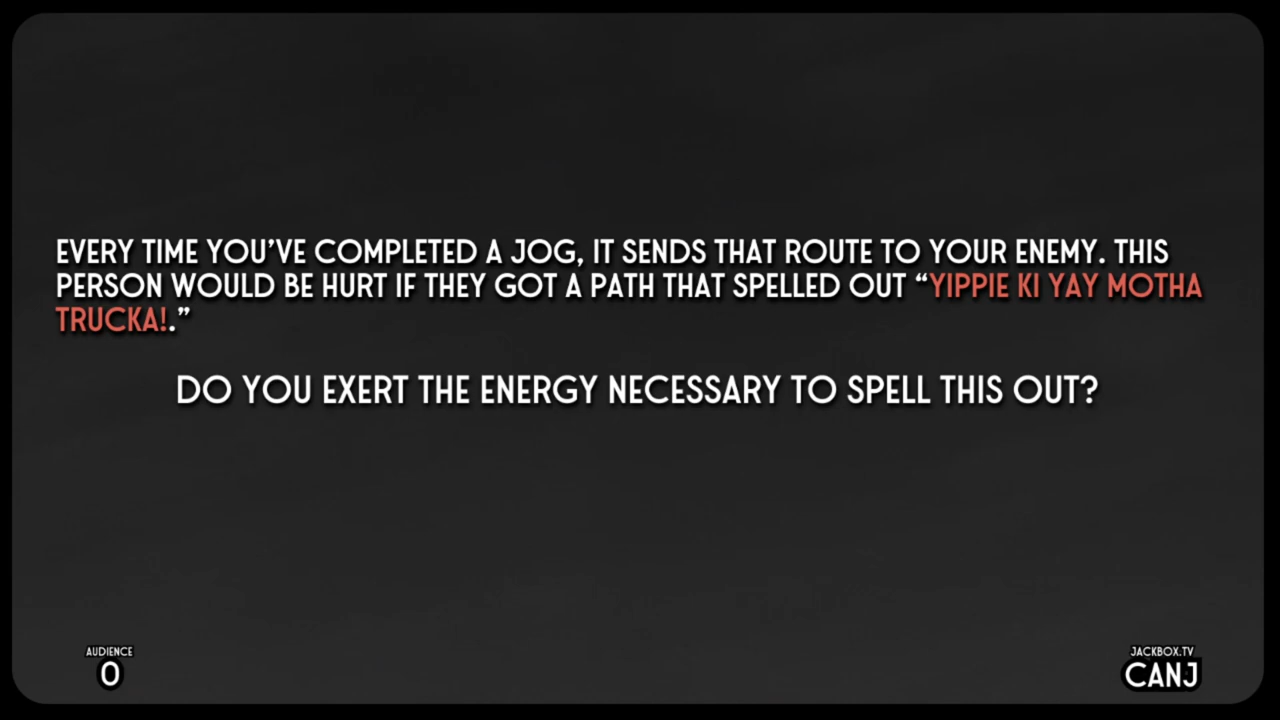 EVERY TIME YOU'VE COMPLETED A JOG, IT SENDS THAT ROUTE TO YOUR ENEMY. THIS
PERSON WOULD BE HURT IF THEY GOT A PATH THAT SPELLED OUT “YIPPIE KI YAY MOTHA
TRUCKA!.”
DO YOU EXERT THE ENERGY NECESSARY TO SPELL THIS OUT?
AUDIENCE
0
JACKBOX.TV
CANJ